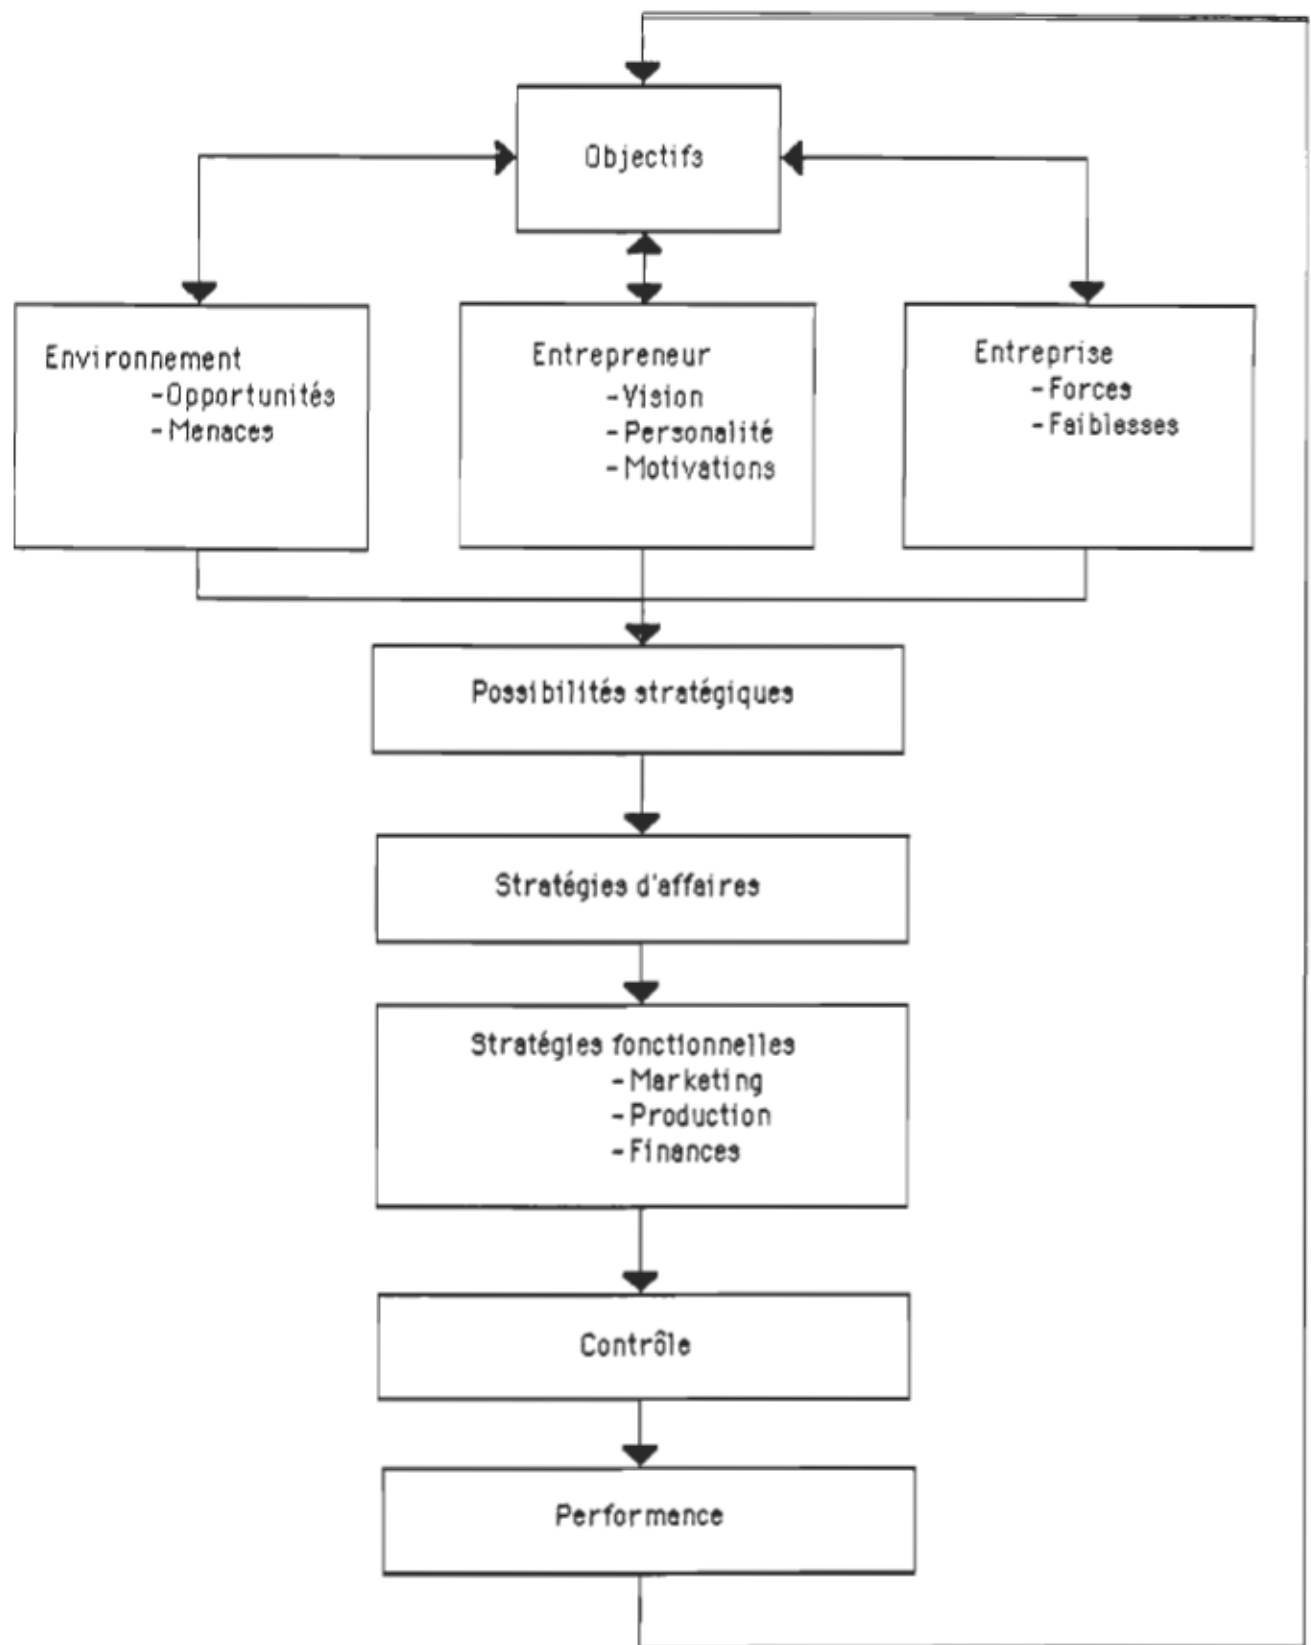 Objectifs
Environnement
-Opportunités
-Menaces
Entrepreneur
-Vision
-Personalité
-Motivations
Entreprise
-Forces
-Faiblesses
Possibilités stratégiques
Stratégies d'affaires
Stratégies fonctionnelles
-Marketing
-Production
-Finances
Contrôle
Performance